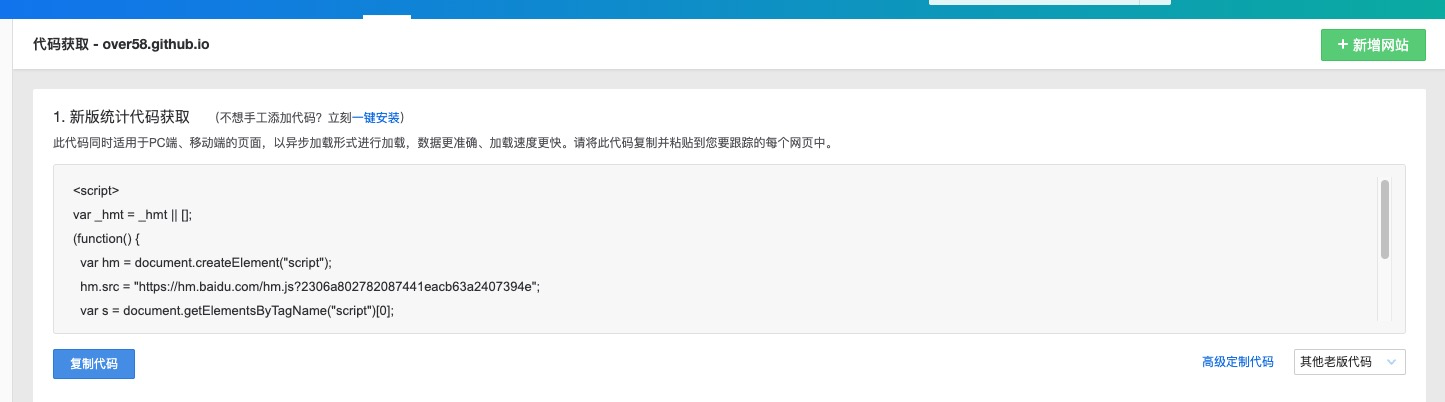 代码获取 - over58.github.io
+ 新增网站
1. 新版统计代码获取 (不想手工添加代码？立刻一键安装)
此代码同时适用于PC端、移动端的页面，以异步加载形式进行加载，数据更准确、加载速度更快。请将此代码复制并粘贴到您要跟踪的每个网页中。
<script>
var _hmt = _hmt || [];
(function() {
  var hm = document.createElement("script");
  hm.src = "https://hm.baidu.com/hm.js?2306a802782087441eacb63a2407394e";
  var s = document.getElementsByTagName("script")[0];
复制代码
高级定制代码
其他老版代码